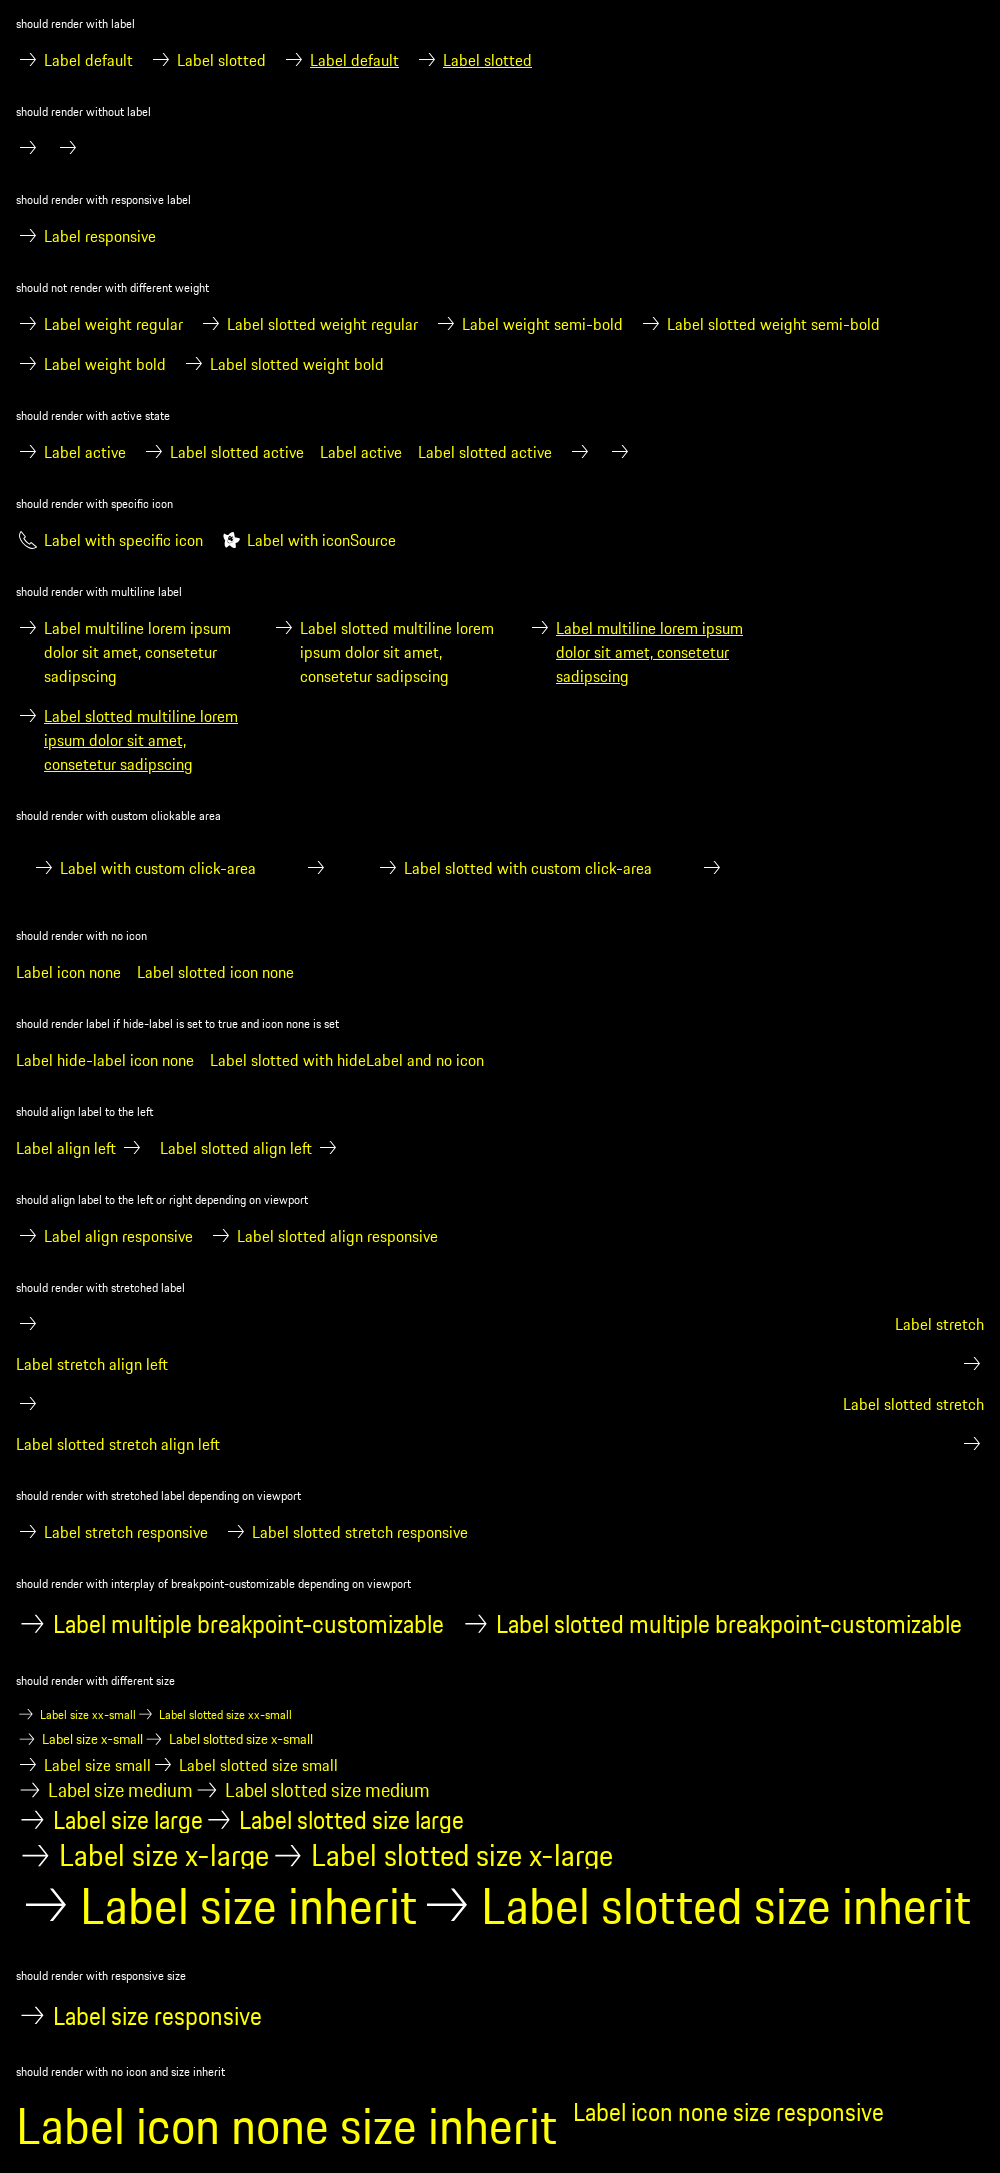 should render with label
Label default Label slotted Label default Label slotted
should render without label
should render with responsive label
Label responsive
should not render with different weight
Label weight regular Label slotted weight regular Label weight semi-bold Label slotted weight semi-bold
Label weight bold Label slotted weight bold
should render with active state
Label active Label slotted active Label active Label slotted active
should render with specific icon
Label with specific icon Label with iconSource
should render with multiline label
Label multiline lorem ipsum
dolor sit amet, consetetur
sadipscing
Label slotted multiline lorem
ipsum dolor sit amet,
consetetur sadipscing
Label multiline lorem ipsum
dolor sit amet, consetetur
sadipscing
Label slotted multiline lorem
ipsum dolor sit amet,
consetetur sadipscing
should render with custom clickable area
Label with custom click-area Label slotted with custom click-area
should render with no icon
Label icon none Label slotted icon none
should render label if hide-label is set to true and icon none is set
Label hide-label icon none Label slotted with hideLabel and no icon
should align label to the left
Label align left Label slotted align left
should align label to the left or right depending on viewport
Label align responsive Label slotted align responsive
should render with stretched label
Label stretch
Label stretch align left
Label slotted stretch
Label slotted stretch align left
should render with stretched label depending on viewport
Label stretch responsive Label slotted stretch responsive
should render with interplay of breakpoint-customizable depending on viewport
Label multiple breakpoint-customizable Label slotted multiple breakpoint-customizable
should render with different size
Label size xx-small Label slotted size xx-small
Label size x-small Label slotted size x-small
Label size small Label slotted size small
Label size medium Label slotted size medium
Label size large Label slotted size large
Label size x-large Label slotted size x-large
Label size inherit Label slotted size inherit
should render with responsive size
Label size responsive
should render with no icon and size inherit
Label icon none size inherit Label icon none size responsive